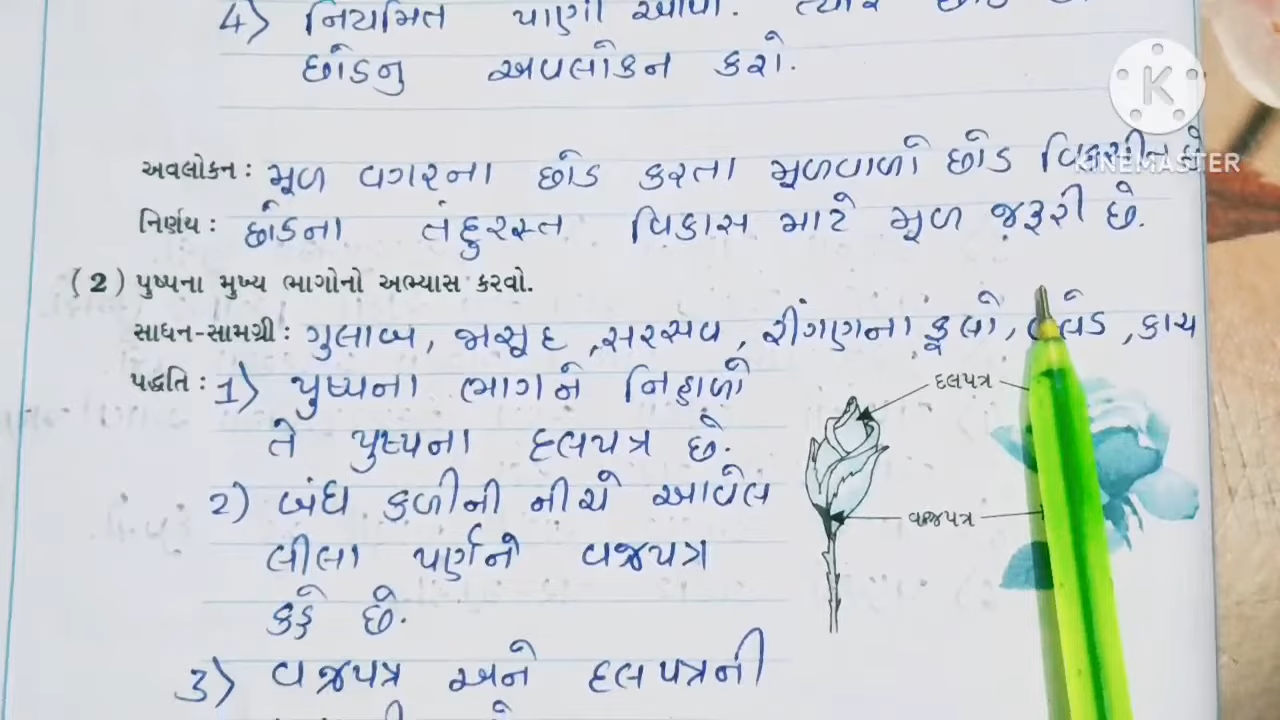 4) નિયમિત પાણી આપો.
છોડનુ અવલોકન કરો.
K
KINEMASTER
અવલોકન : મૂળ વગરના છોડ કરતા મૂળવાળો છોડ
નિર્ણય : છોડના તંદુરસ્ત વિકાસ માટે મૂળ જરૂરી છે.
(2) પુષ્પના મુખ્ય ભાગોનો અભ્યાસ કરવો.
સાધન-સામગ્રી : ગુલાબ, જાસૂદ, સરસવ, રીંગણના ફૂલો, કાચ
પદ્ધતિ : 1) પુષ્પના ભાગને નિહાળો
તે પુષ્પના દલપત્ર છે.
2) બંધ કળીની નીચે આવેલ
લીલા પર્ણને વજ્રપત્ર
કહે છે.
3) વજ્રપત્ર અને દલપત્રની
દલપત્ર
વજ્રપત્ર